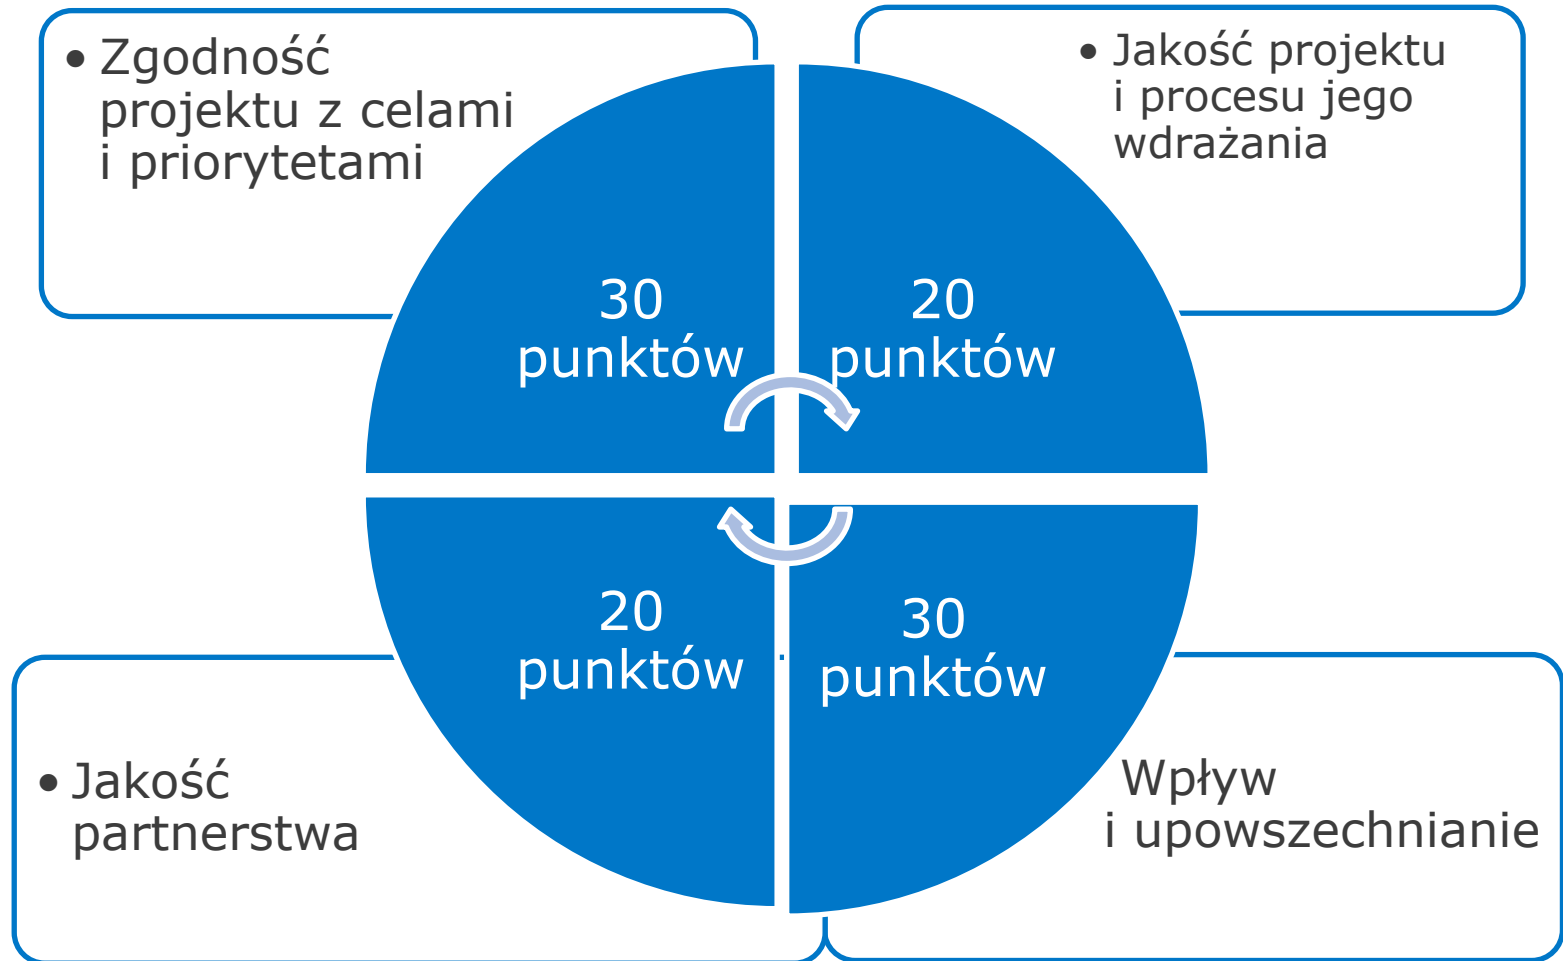 • Zgodność
projektu z celami
i priorytetami
• Jakość projektu
i procesu jego
wdrażania
30
punktów
20
punktów
20
punktów
30
punktów
• Jakość
partnerstwa
Wpływ
i upowszechnianie